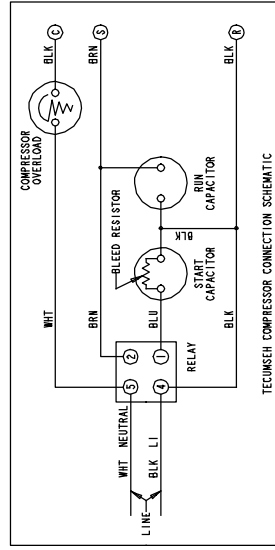 BLK
C
BRN
S
BLK
R
COMPRESSOR
OVERLOAD
BLEED RESISTOR
RUN
CAPACITOR
BLK
START
CAPACITOR
WHT
BRN
BLU
BLK
2
1
5
4
RELAY
WHT NEUTRAL
BLK L1
LINE
TECUMSEH COMPRESSOR CONNECTION SCHEMATIC